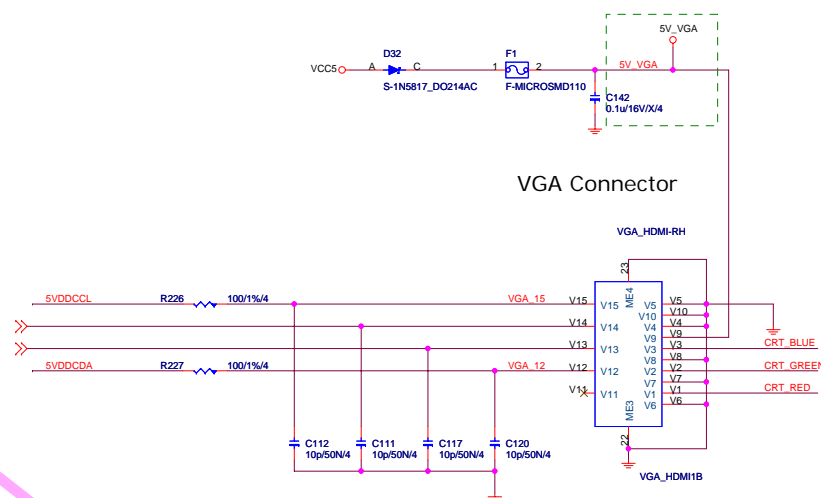 5V_VGA
D32
F1
VCC5
A
C
1
2
5V_VGA
S-1N5817_DO214AC
F-MICROSMD110
C142
0.1u/16V/X/4
VGA Connector
VGA_HDMI-RH
23
ME4
5VDDCCL
R226
100/1%/4
VGA_15
V15
V15
V5
V5
V10
V10
V14
V14
V4
V4
V9
V9
CRT_BLUE
V13
V13
V3
V3
V8
V8
5VDDCDA
R227
100/1%/4
VGA_12
V12
V12
V2
V2
CRT_GREEN
V7
V7
V11
V11
V1
V1
CRT_RED
V6
V6
ME3
22
C112
10p/50N/4
C111
10p/50N/4
C117
10p/50N/4
C120
10p/50N/4
VGA_HDMI1B